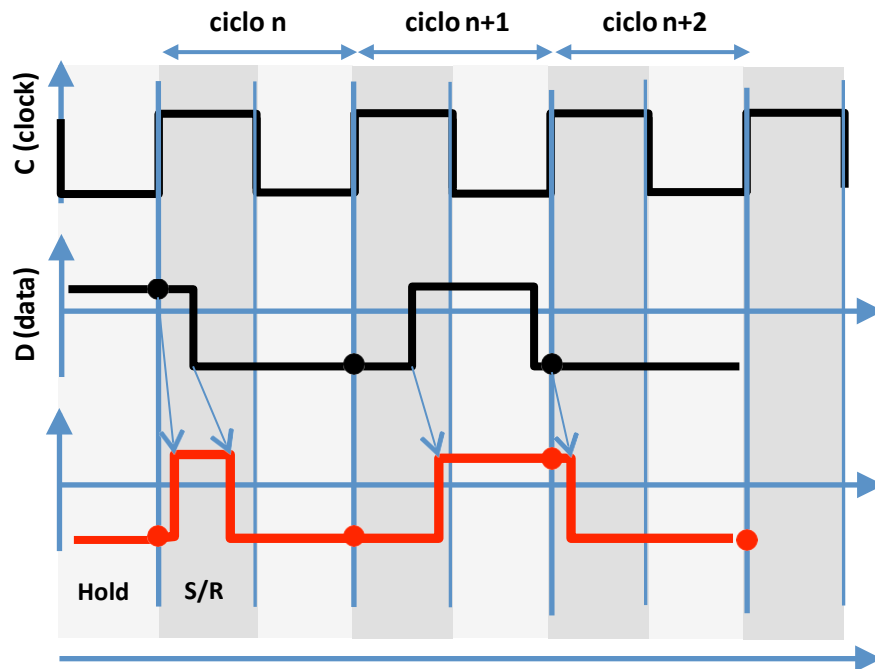 ciclo n
ciclo n+1
ciclo n+2
C (clock)
D (data)
Hold
S/R